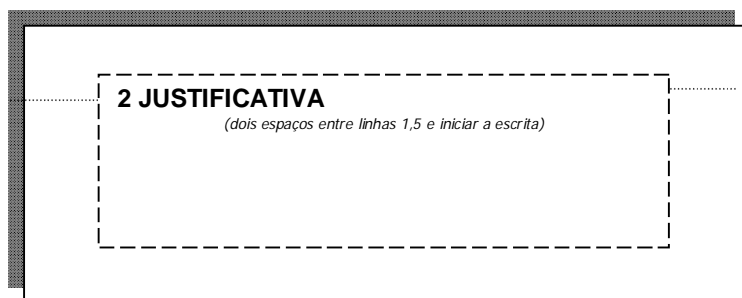 2 JUSTIFICATIVA
(dois espaços entre linhas 1,5 e iniciar a escrita)